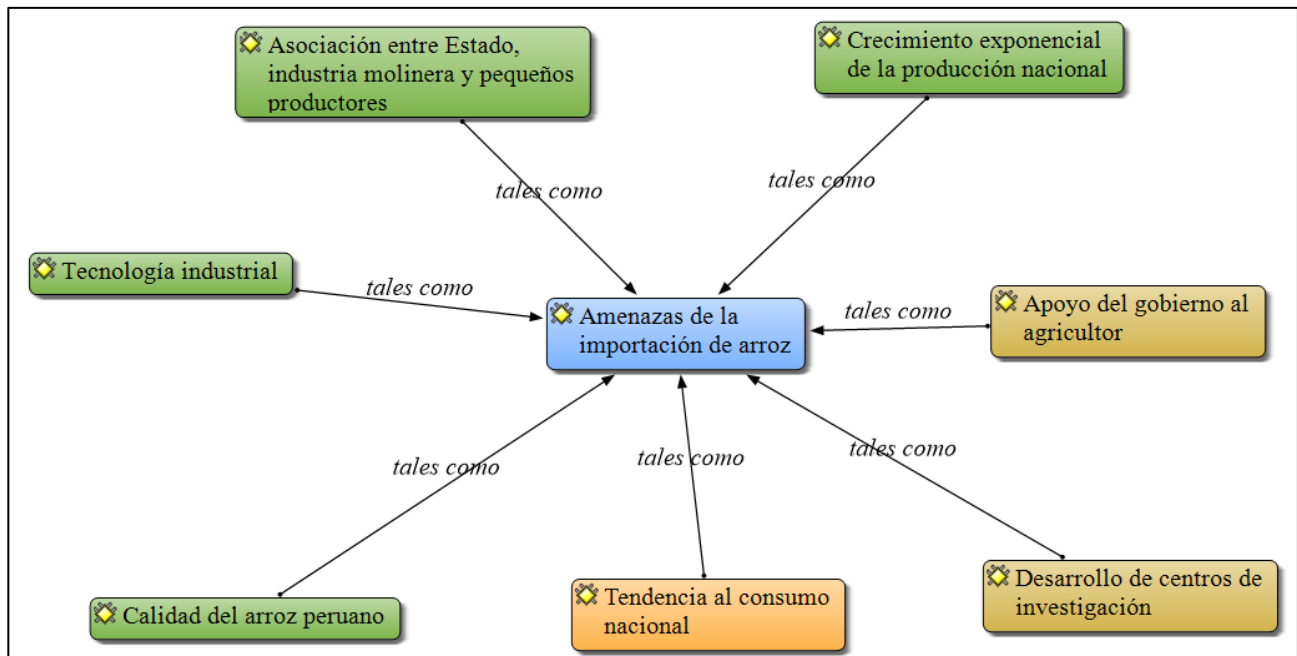 Asociación entre Estado,
industria molinera y pequeños
productores
Crecimiento exponencial
de la producción nacional
tales como
tales como
Tecnología industrial
tales como
Amenazas de la
importación de arroz
tales como
Apoyo del gobierno al
agricultor
tales como
tales como
tales como
Calidad del arroz peruano
Tendencia al consumo
nacional
Desarrollo de centros de
investigación